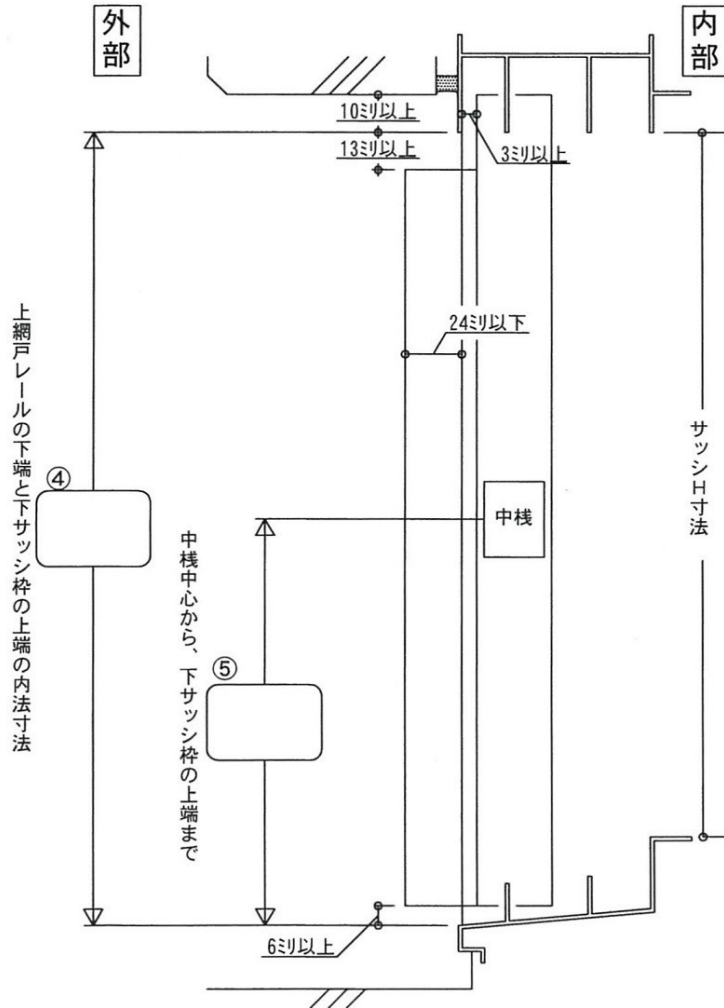 外部
内部
10ミリ以上
13ミリ以上
3ミリ以上
24ミリ以下
上網戸レールの下端と下サッシ枠の上端の内法寸法
④
中桟
サッシH寸法
中桟中心から、下サッシ枠の上端まで
⑤
6ミリ以上